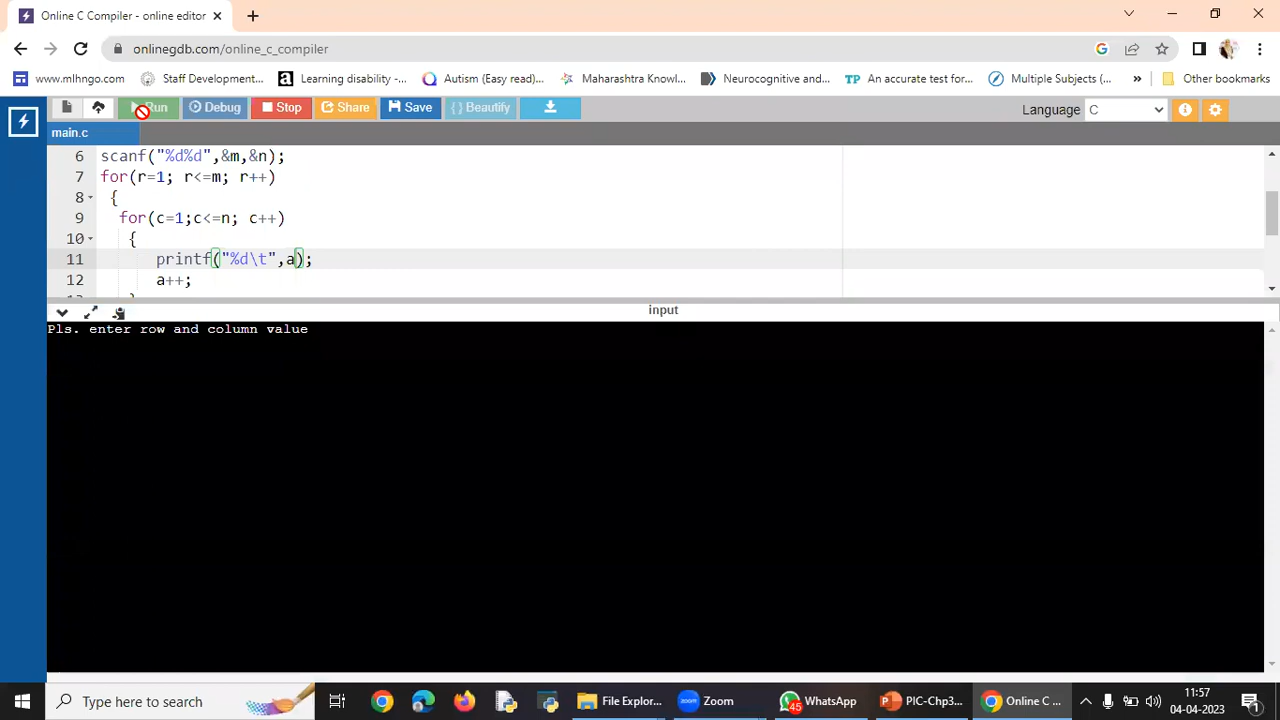 Online C Compiler - online editor
onlinegdb.com/online_c_compiler
www.mlhngo.com Staff Development... Learning disability -... Autism (Easy read)... Maharashtra Knowl... Neurocognitive and... TP An accurate test for... Multiple Subjects (... » Other bookmarks
Run Debug Stop Share Save { } Beautify Language C
main.c
6 scanf("%d%d",&m,&n);
7 for(r=1; r<=m; r++)
8 {
9 for(c=1;c<=n; c++)
10 {
11 printf("%d\t",a);
12 a++;
input
Pls. enter row and column value
Type here to search File Explor... zoom Zoom 45 WhatsApp PIC-Chp3... Online C ... 11:57
04-04-2023